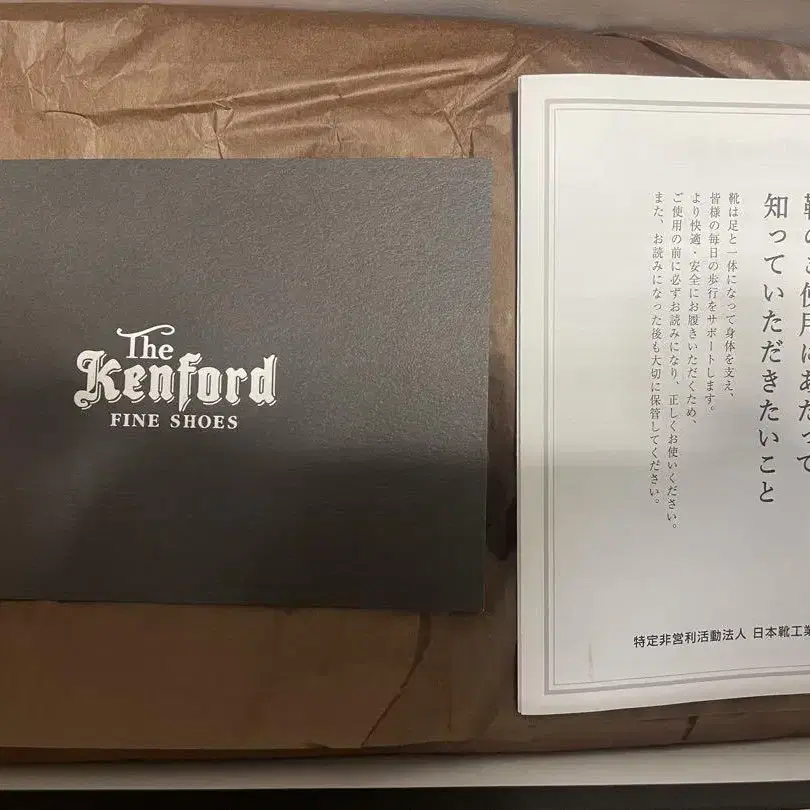 The
Kenford
FINE SHOES
靴のご使用にあたって
知っていただきたいこと
靴は足と一体になって身体を支え、
皆様の毎日の歩行をサポートします。
より快適・安全にお履きいただくため、
ご使用の前に必ずお読みになり、正しくお使いください。
また、お読みになった後も大切に保管してください。
特定非営利活動法人 日本靴工業